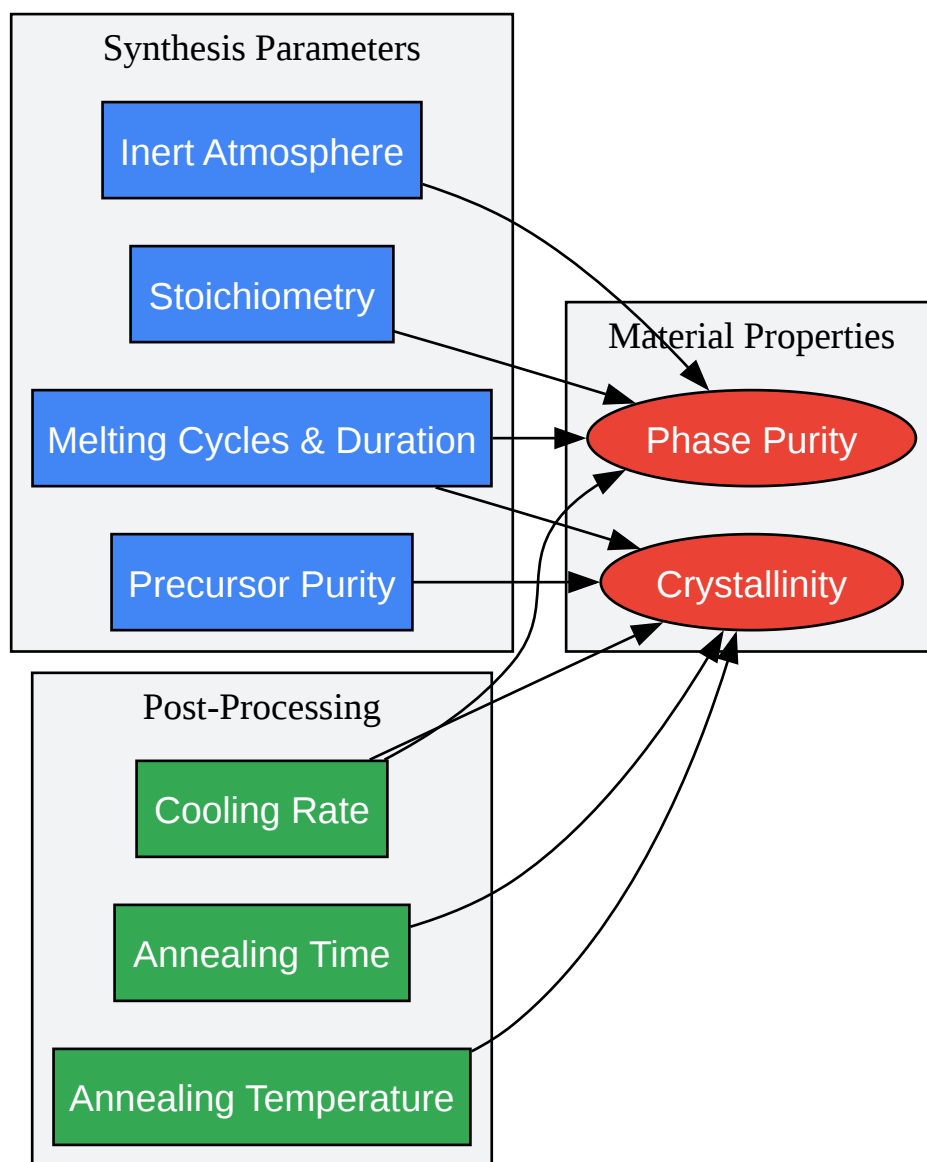 Synthesis Parameters
Inert Atmosphere
Stoichiometry
Melting Cycles & Duration
Precursor Purity
Material Properties
Phase Purity
Crystallinity
Post-Processing
Cooling Rate
Annealing Time
Annealing Temperature